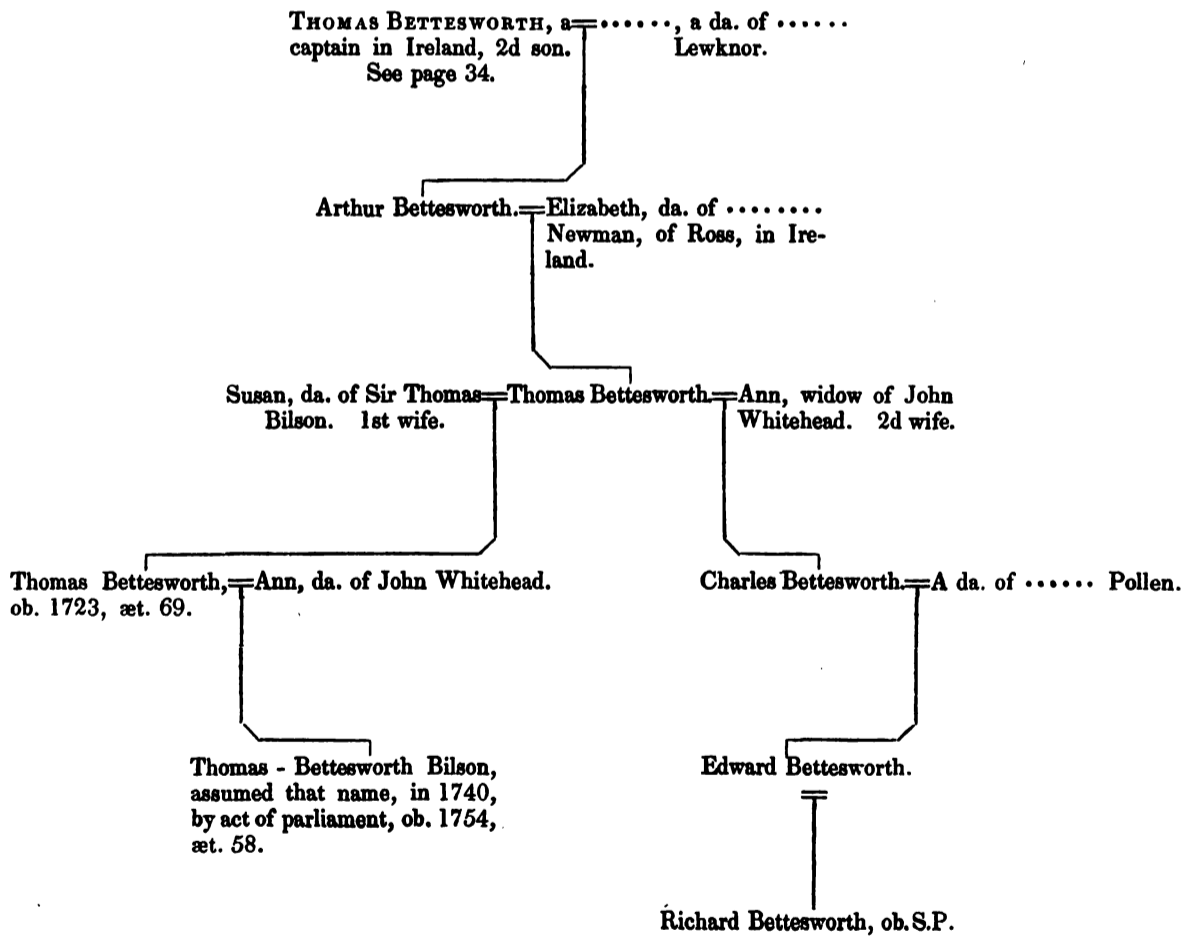 THOMAS BETTESWORTH, a=······, a da. of ······
captain in Ireland, 2d son. Lewknor.
See page 34.
Arthur Bettesworth.=Elizabeth, da. of ········
Newman, of Ross, in Ire-
land.
Susan, da. of Sir Thomas=Thomas Bettesworth.=Ann, widow of John
Bilson. 1st wife. Whitehead. 2d wife.
Thomas Bettesworth,=Ann, da. of John Whitehead. Charles Bettesworth.=A da. of ······ Pollen.
ob. 1723, æt. 69.
Thomas - Bettesworth Bilson,
assumed that name, in 1740,
by act of parliament, ob. 1754,
æt. 58.
Edward Bettesworth.
=
Richard Bettesworth, ob. S.P.